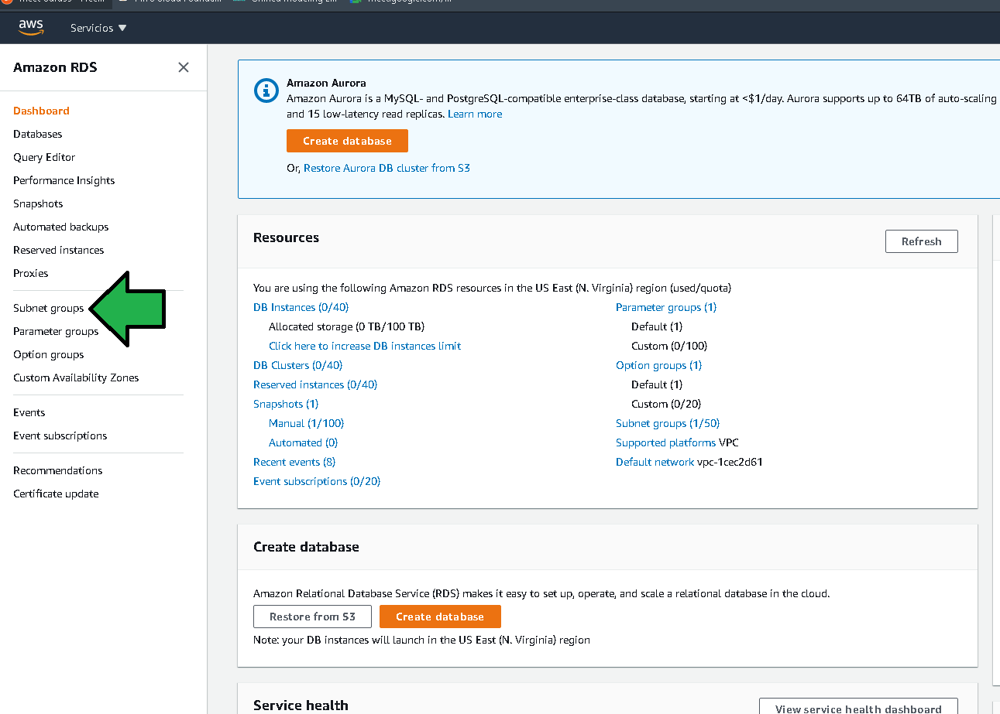 aws
Servicios ▼
Amazon RDS
Dashboard
Databases
Query Editor
Performance Insights
Snapshots
Automated backups
Reserved instances
Proxies
Subnet groups
Parameter groups
Option groups
Custom Availability Zones
Events
Event subscriptions
Recommendations
Certificate update
Amazon Aurora
Amazon Aurora is a MySQL- and PostgreSQL-compatible enterprise-class database, starting at <$1/day. Aurora supports up to 64TB of auto-scaling
and 15 low-latency read replicas. Learn more
Create database
Or, Restore Aurora DB cluster from S3
Resources
Refresh
You are using the following Amazon RDS resources in the US East (N. Virginia) region (used/quota)
DB Instances (0/40)
Allocated storage (0 TB/100 TB)
Click here to increase DB instances limit
DB Clusters (0/40)
Reserved instances (0/40)
Snapshots (1)
Manual (1/100)
Automated (0)
Recent events (8)
Event subscriptions (0/20)
Parameter groups (1)
Default (1)
Custom (0/100)
Option groups (1)
Default (1)
Custom (0/20)
Subnet groups (1/50)
Supported platforms VPC
Default network vpc-1cec2d61
Create database
Amazon Relational Database Service (RDS) makes it easy to set up, operate, and scale a relational database in the cloud.
Restore from S3
Create database
Note: your DB instances will launch in the US East (N. Virginia) region
Service health
View service health dashboard